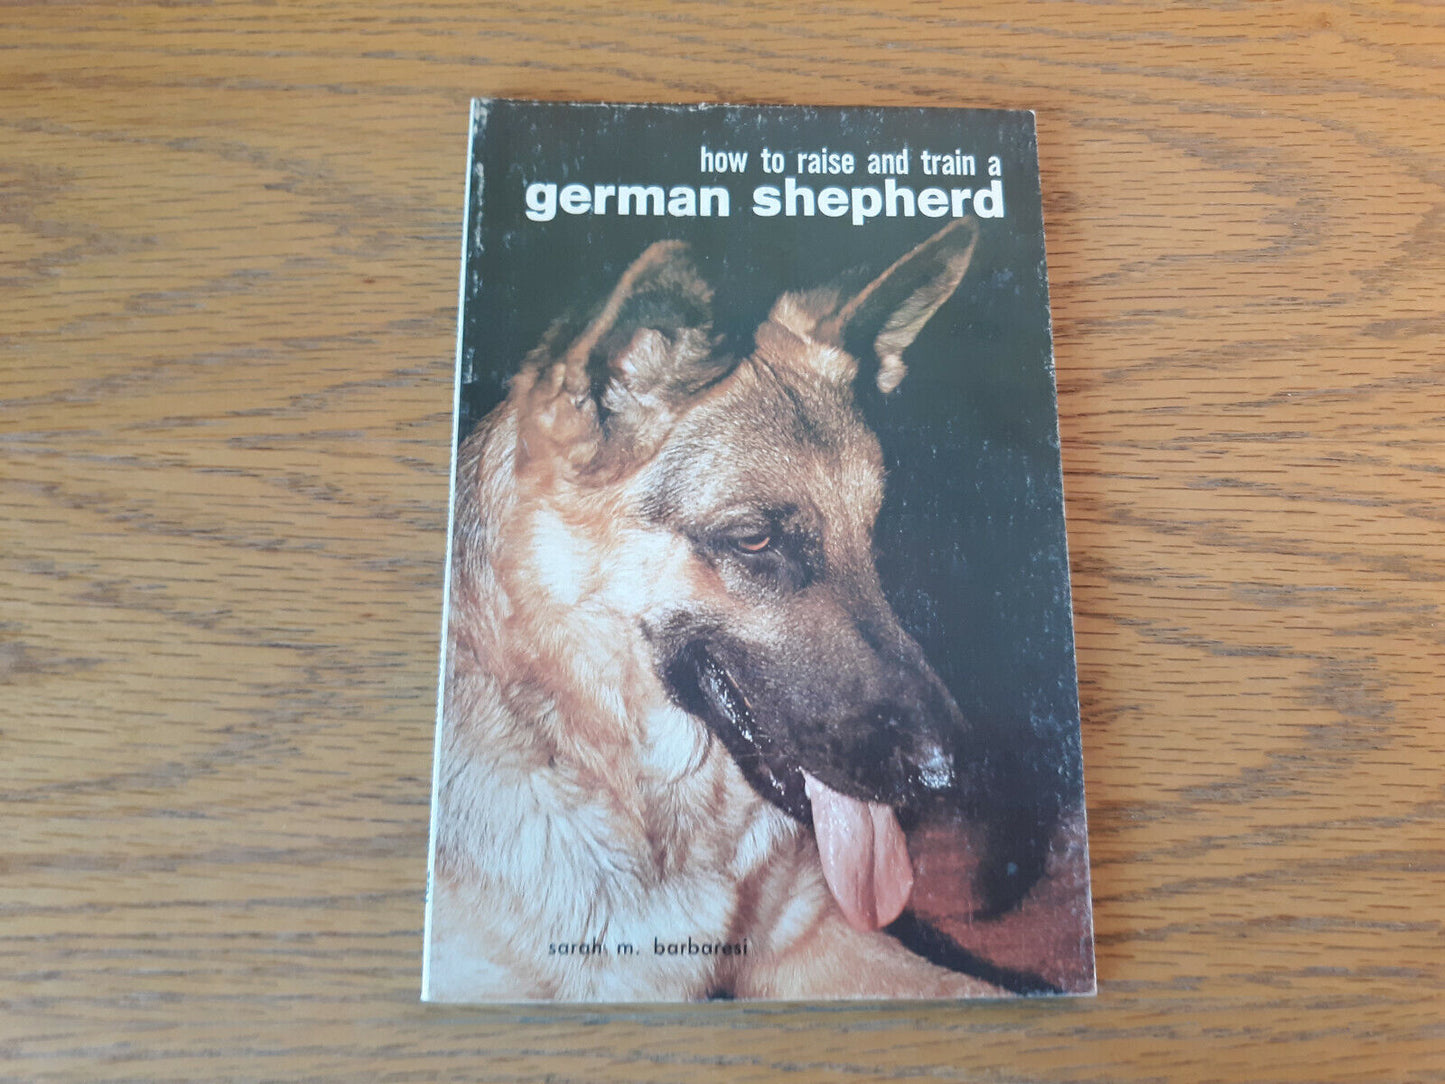 how to raise and train a
german shepherd
sarah m. barbaresi